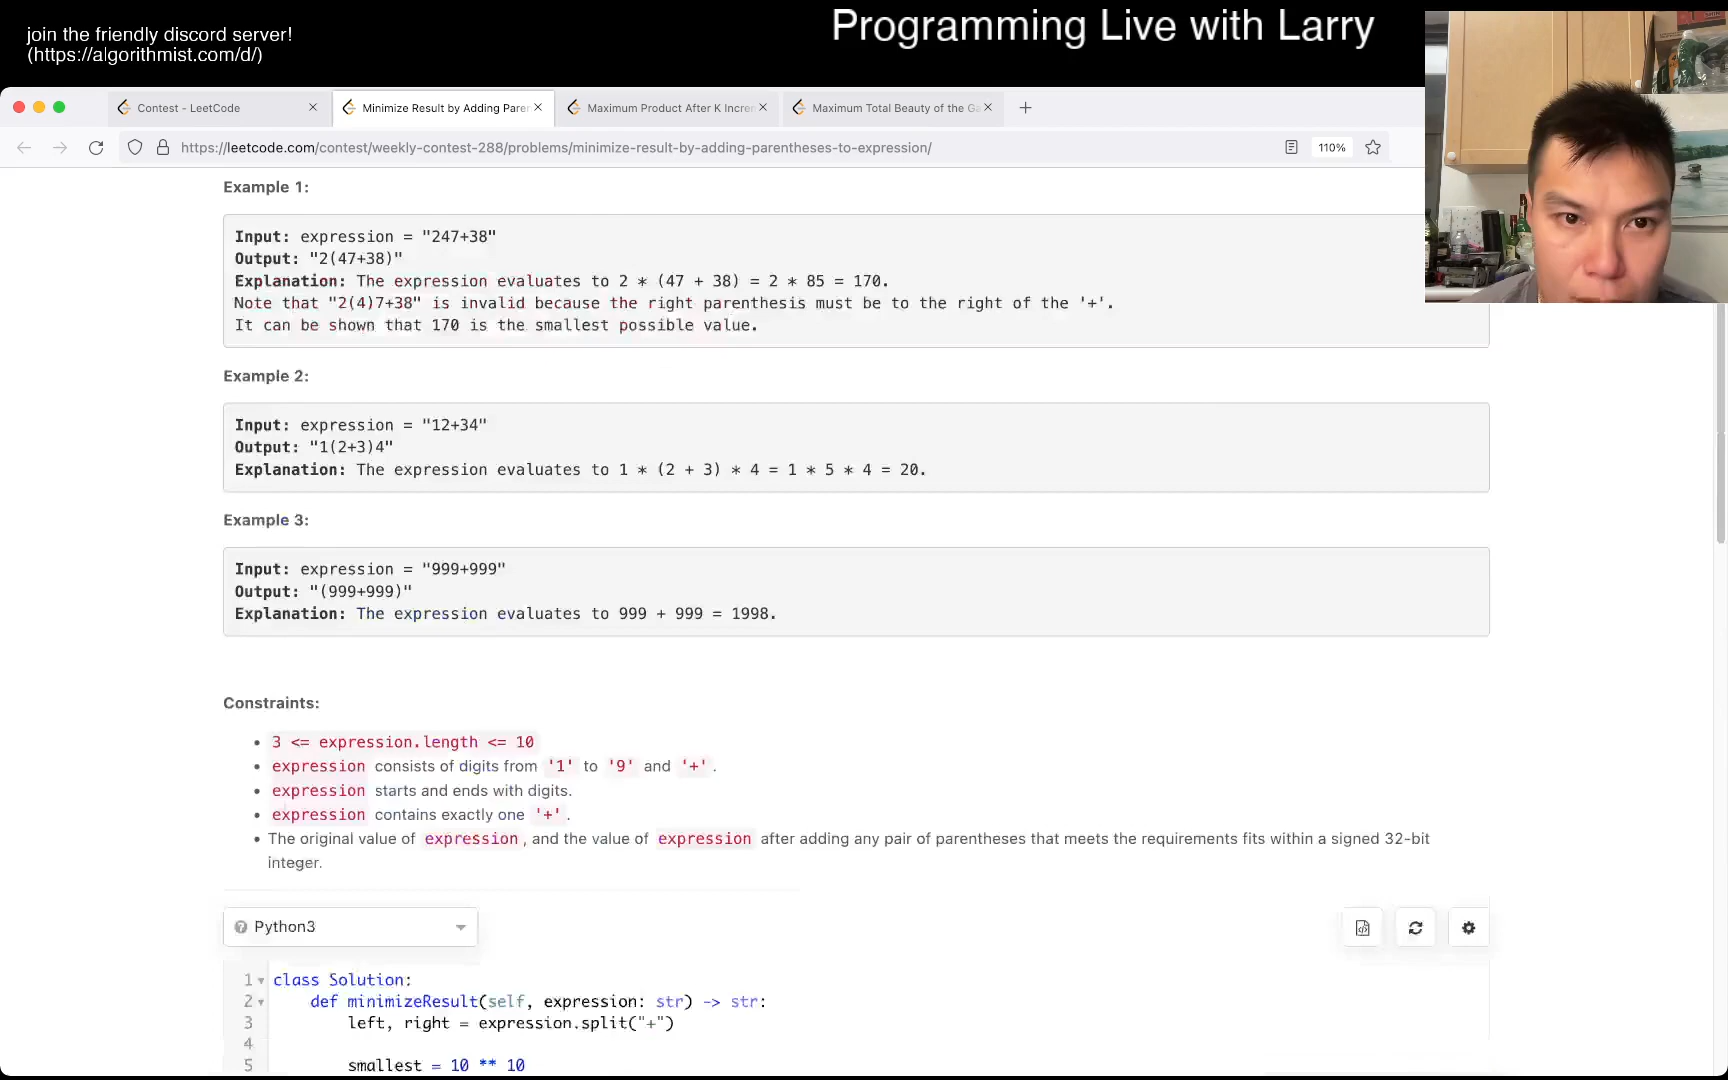 join the friendly discord server!
(https://algorithmist.com/d/)
Programming Live with Larry
Contest - LeetCode
Minimize Result by Adding Paren
Maximum Product After K Increm
Maximum Total Beauty of the Ga
https://leetcode.com/contest/weekly-contest-288/problems/minimize-result-by-adding-parentheses-to-expression/
110%
Example 1:
Input: expression = "247+38"
Output: "2(47+38)"
Explanation: The expression evaluates to 2 * (47 + 38) = 2 * 85 = 170.
Note that "2(4)7+38" is invalid because the right parenthesis must be to the right of the '+'.
It can be shown that 170 is the smallest possible value.
Example 2:
Input: expression = "12+34"
Output: "1(2+3)4"
Explanation: The expression evaluates to 1 * (2 + 3) * 4 = 1 * 5 * 4 = 20.
Example 3:
Input: expression = "999+999"
Output: "(999+999)"
Explanation: The expression evaluates to 999 + 999 = 1998.
Constraints:
• 3 <= expression.length <= 10
• expression consists of digits from '1' to '9' and '+'.
• expression starts and ends with digits.
• expression contains exactly one '+'.
• The original value of expression, and the value of expression after adding any pair of parentheses that meets the requirements fits within a signed 32-bit
integer.
Python3
1 class Solution:
2 def minimizeResult(self, expression: str) -> str:
3 left, right = expression.split("+")
4
5 smallest = 10 ** 10